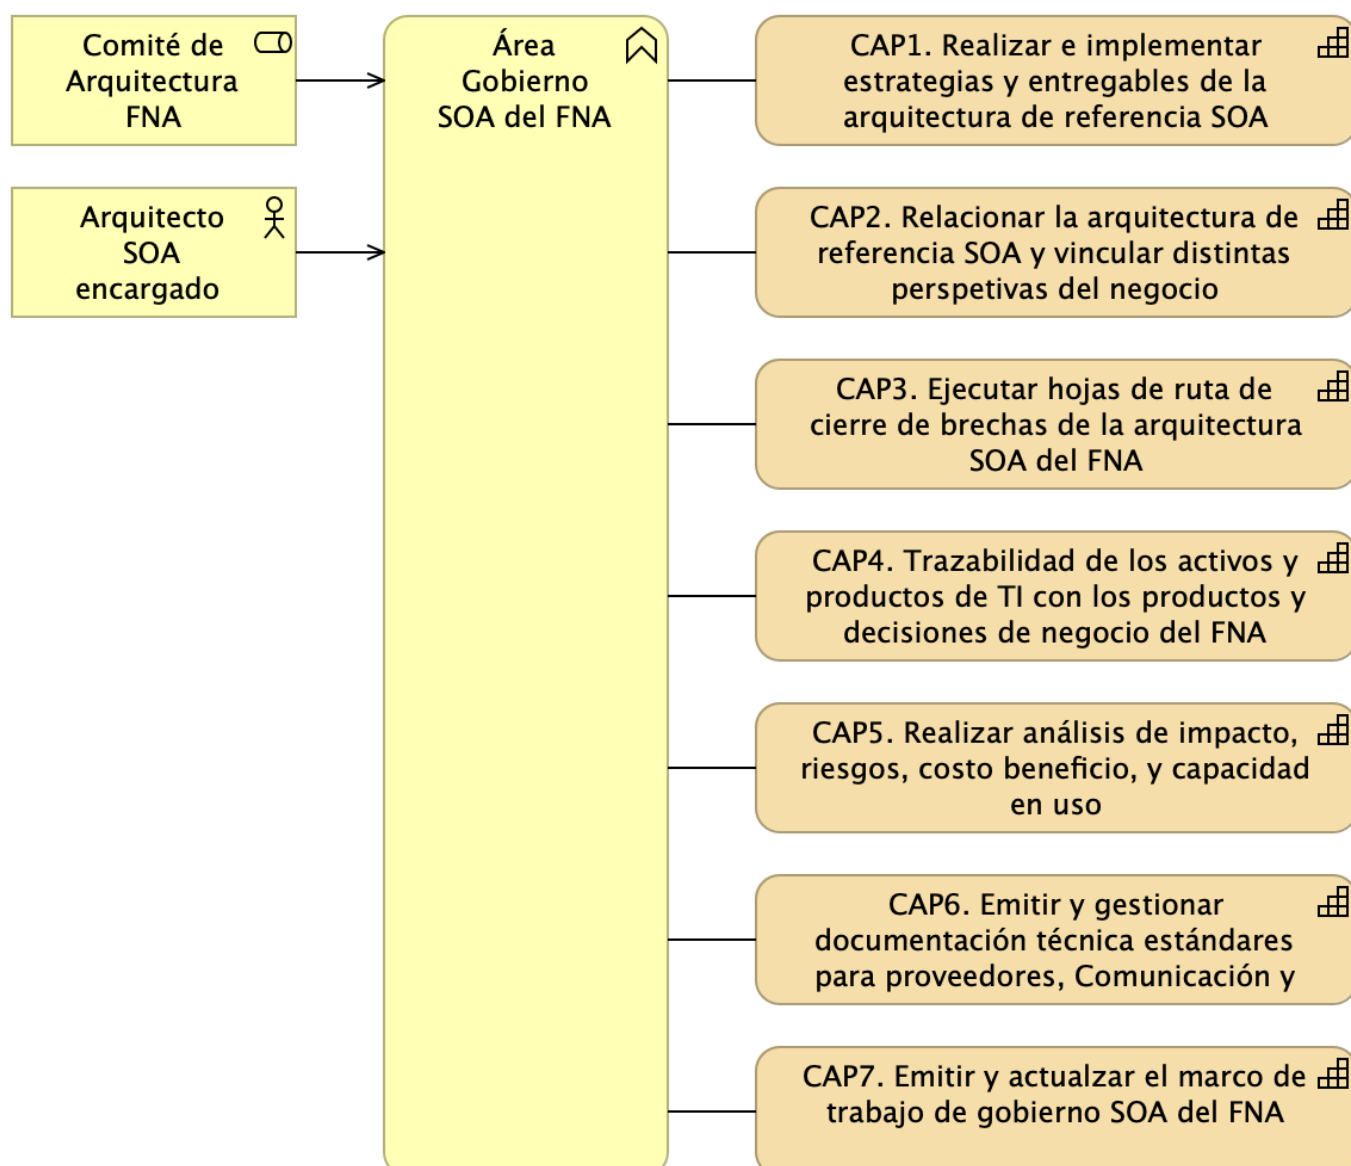 Comité de
Arquitectura
FNA
Área
Gobierno
SOA del FNA
CAP1. Realizar e implementar
estrategias y entregables de la
arquitectura de referencia SOA
Arquitecto
SOA
encargado
CAP2. Relacionar la arquitectura de
referencia SOA y vincular distintas
perspetivas del negocio
CAP3. Ejecutar hojas de ruta de
cierre de brechas de la arquitectura
SOA del FNA
CAP4. Trazabilidad de los activos y
productos de TI con los productos y
decisiones de negocio del FNA
CAP5. Realizar análisis de impacto,
riesgos, costo beneficio, y capacidad
en uso
CAP6. Emitir y gestionar
documentación técnica estándares
para proveedores, Comunicación y
CAP7. Emitir y actualzar el marco de
trabajo de gobierno SOA del FNA